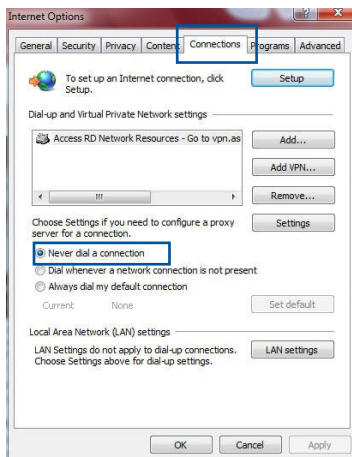 Internet Options
General Security Privacy Content Connections Programs Advanced
To set up an Internet connection, click
Setup.
Setup
Dial-up and Virtual Private Network settings
Access RD Network Resources - Go to vpn.as
Add...
Add VPN...
Remove...
Choose Settings if you need to configure a proxy
server for a connection.
Settings
Never dial a connection
Dial whenever a network connection is not present
Always dial my default connection
Current None
Set default
Local Area Network (LAN) settings
LAN Settings do not apply to dial-up connections.
Choose Settings above for dial-up settings.
LAN settings
OK Cancel Apply